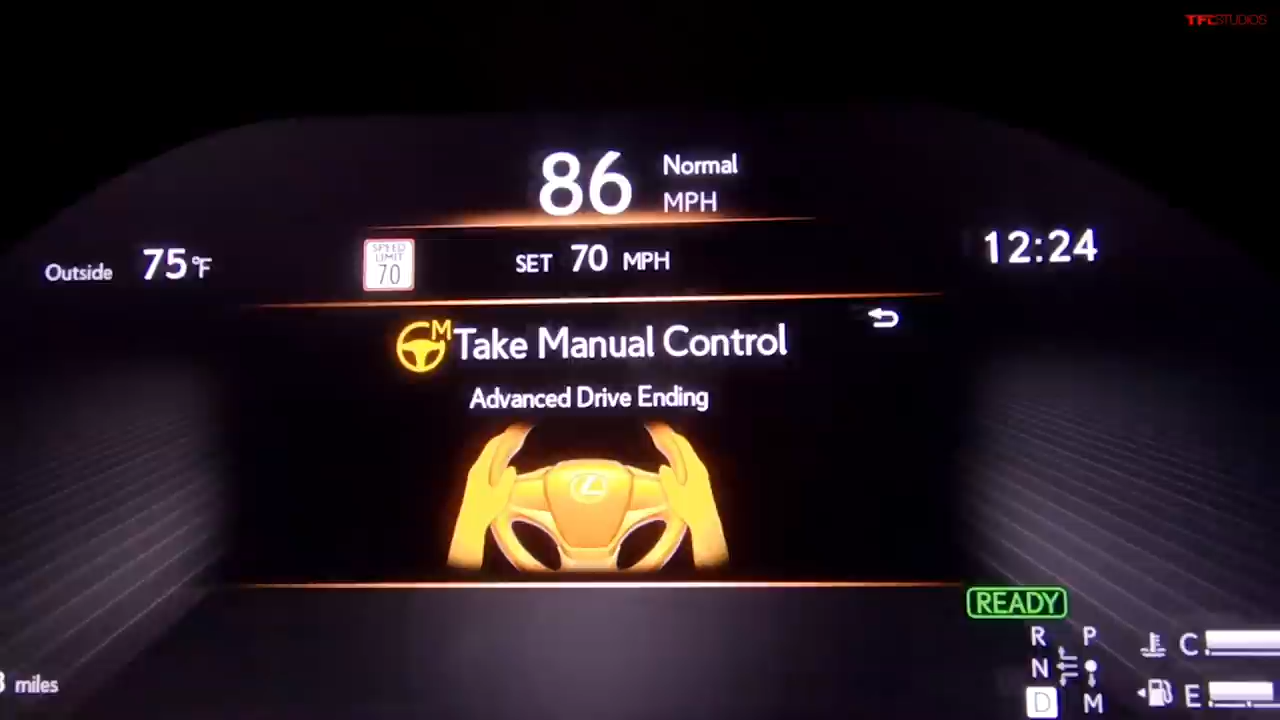 TFLSTUDIOS
86 Normal
MPH
Outside 75°F
SPEED
LIMIT
70
SET 70 MPH
12:24
M Take Manual Control
Advanced Drive Ending
READY
R P
N
D M
C
E
miles